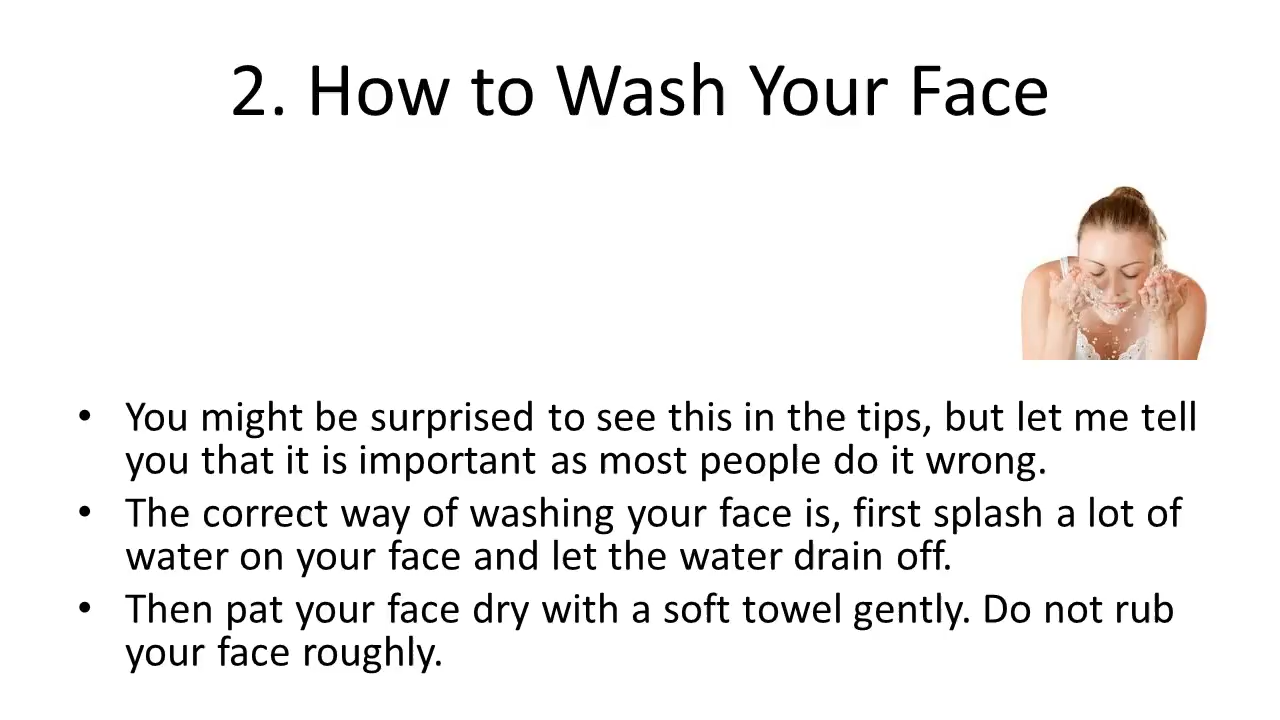 2. How to Wash Your Face
• You might be surprised to see this in the tips, but let me tell
you that it is important as most people do it wrong.
• The correct way of washing your face is, first splash a lot of
water on your face and let the water drain off.
• Then pat your face dry with a soft towel gently. Do not rub
your face roughly.